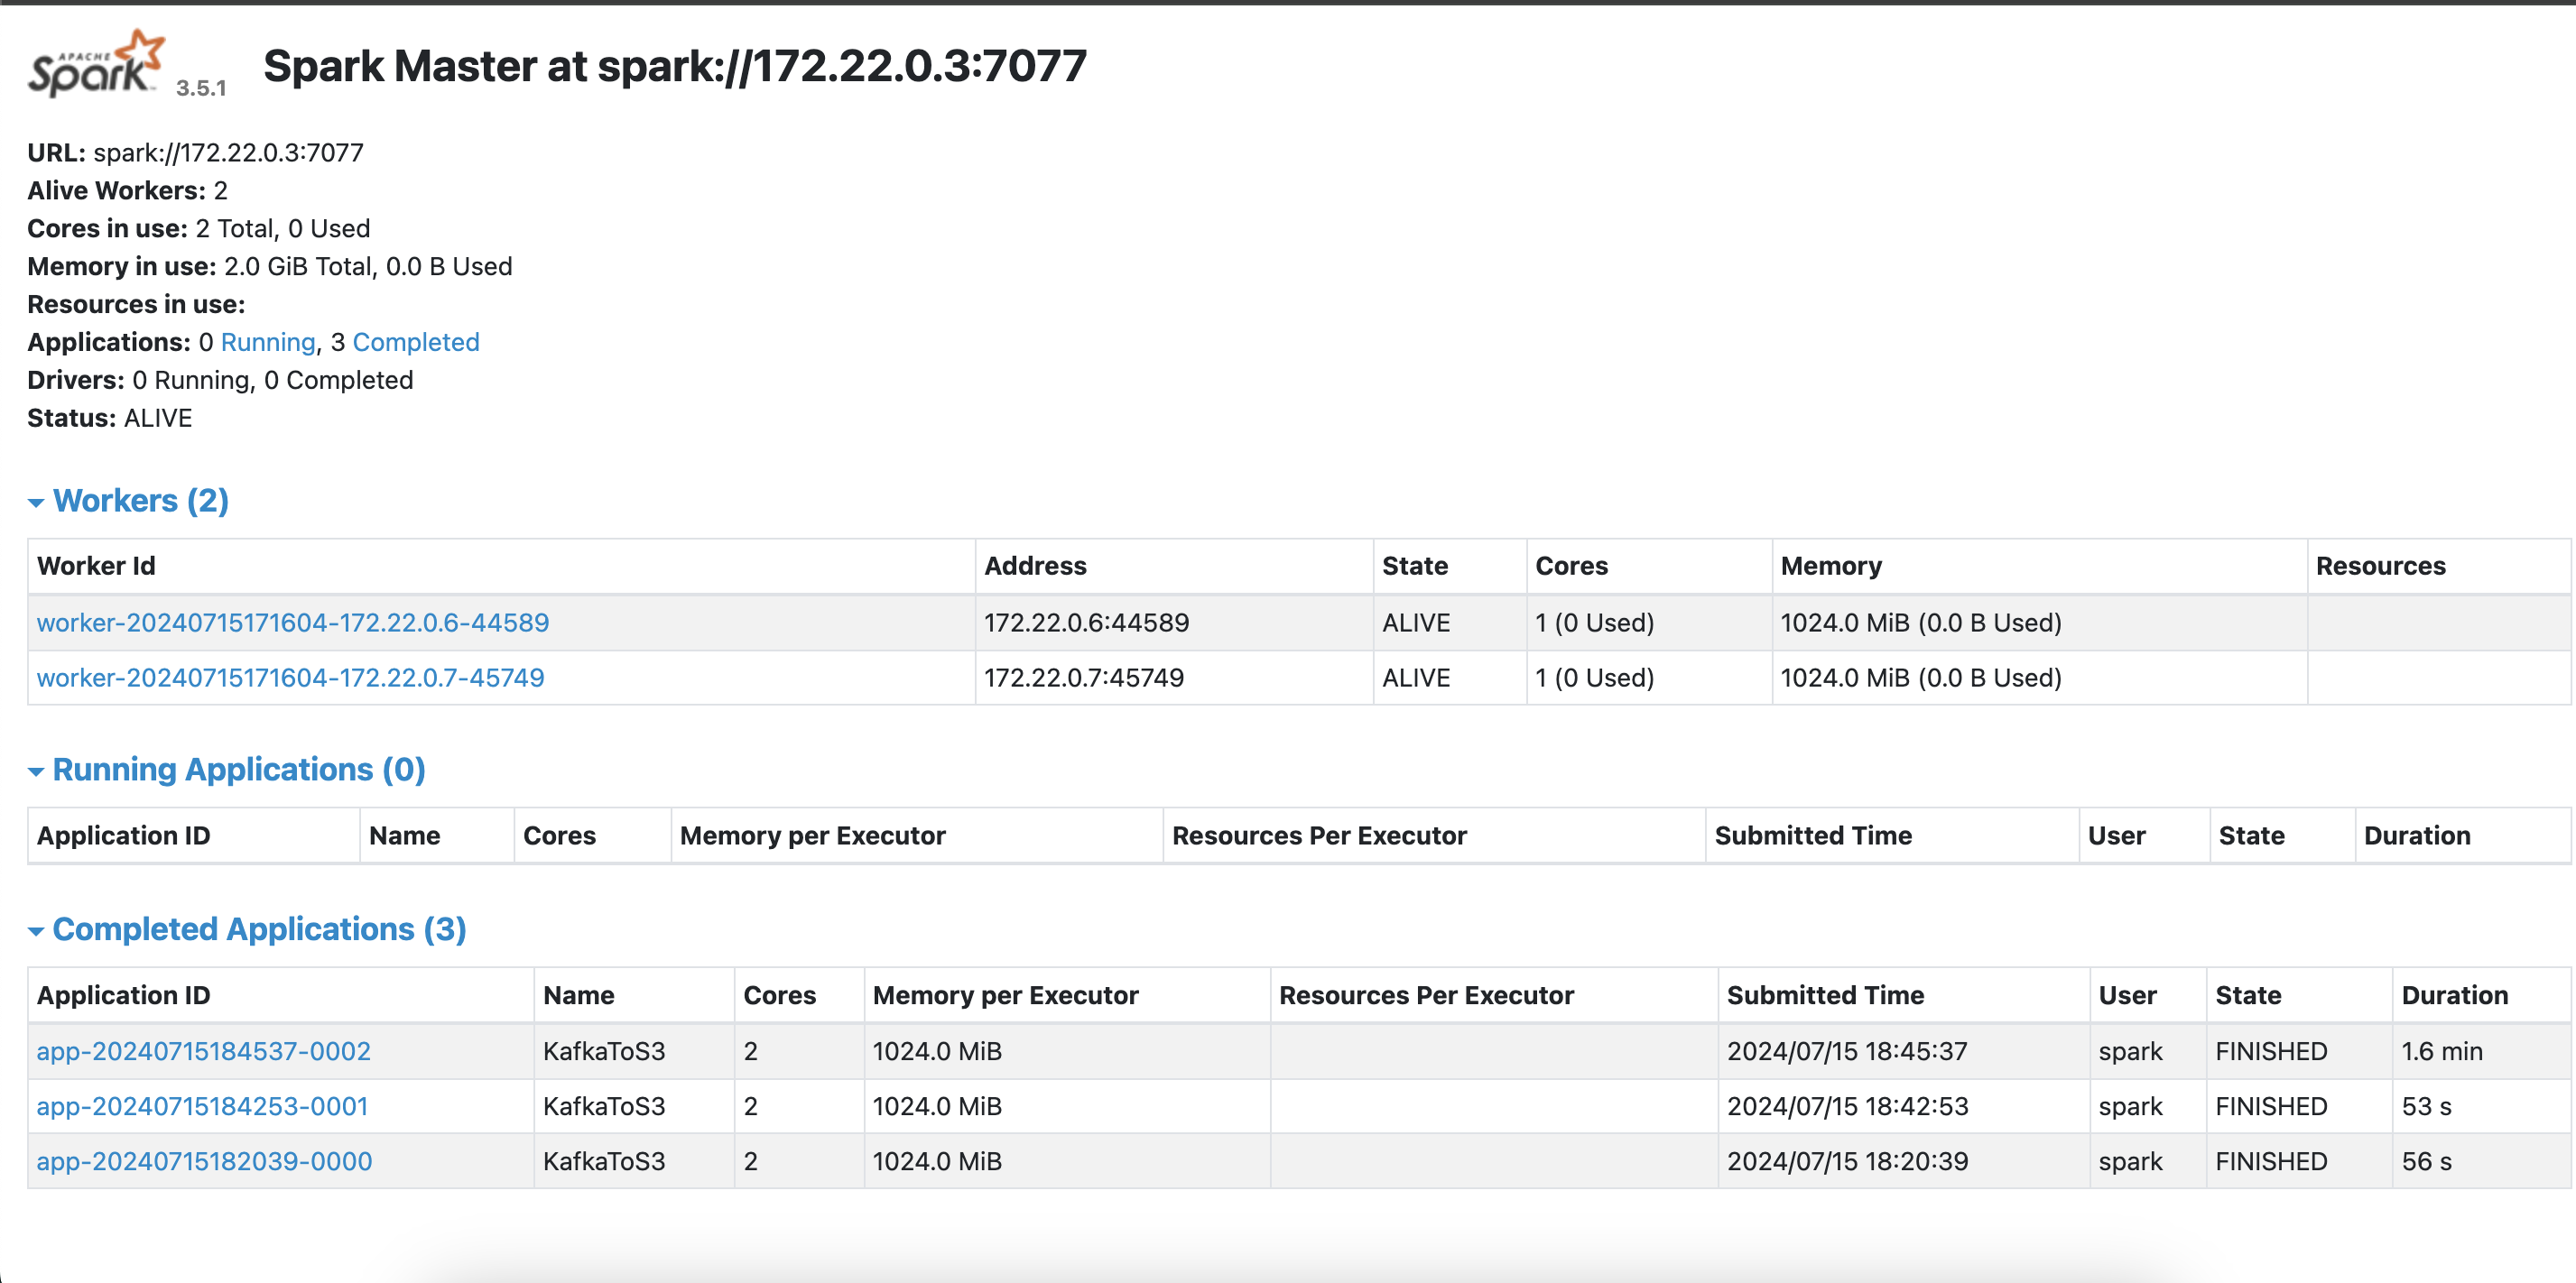 APACHE Spark 3.5.1 Spark Master at spark://172.22.0.3:7077
URL: spark://172.22.0.3:7077
Alive Workers: 2
Cores in use: 2 Total, 0 Used
Memory in use: 2.0 GiB Total, 0.0 B Used
Resources in use:
Applications: 0 Running, 3 Completed
Drivers: 0 Running, 0 Completed
Status: ALIVE
Workers (2)
Worker Id Address State Cores Memory Resources
worker-20240715171604-172.22.0.6-44589 172.22.0.6:44589 ALIVE 1 (0 Used) 1024.0 MiB (0.0 B Used)
worker-20240715171604-172.22.0.7-45749 172.22.0.7:45749 ALIVE 1 (0 Used) 1024.0 MiB (0.0 B Used)
Running Applications (0)
Application ID Name Cores Memory per Executor Resources Per Executor Submitted Time User State Duration
Completed Applications (3)
Application ID Name Cores Memory per Executor Resources Per Executor Submitted Time User State Duration
app-20240715184537-0002 KafkaToS3 2 1024.0 MiB 2024/07/15 18:45:37 spark FINISHED 1.6 min
app-20240715184253-0001 KafkaToS3 2 1024.0 MiB 2024/07/15 18:42:53 spark FINISHED 53 s
app-20240715182039-0000 KafkaToS3 2 1024.0 MiB 2024/07/15 18:20:39 spark FINISHED 56 s